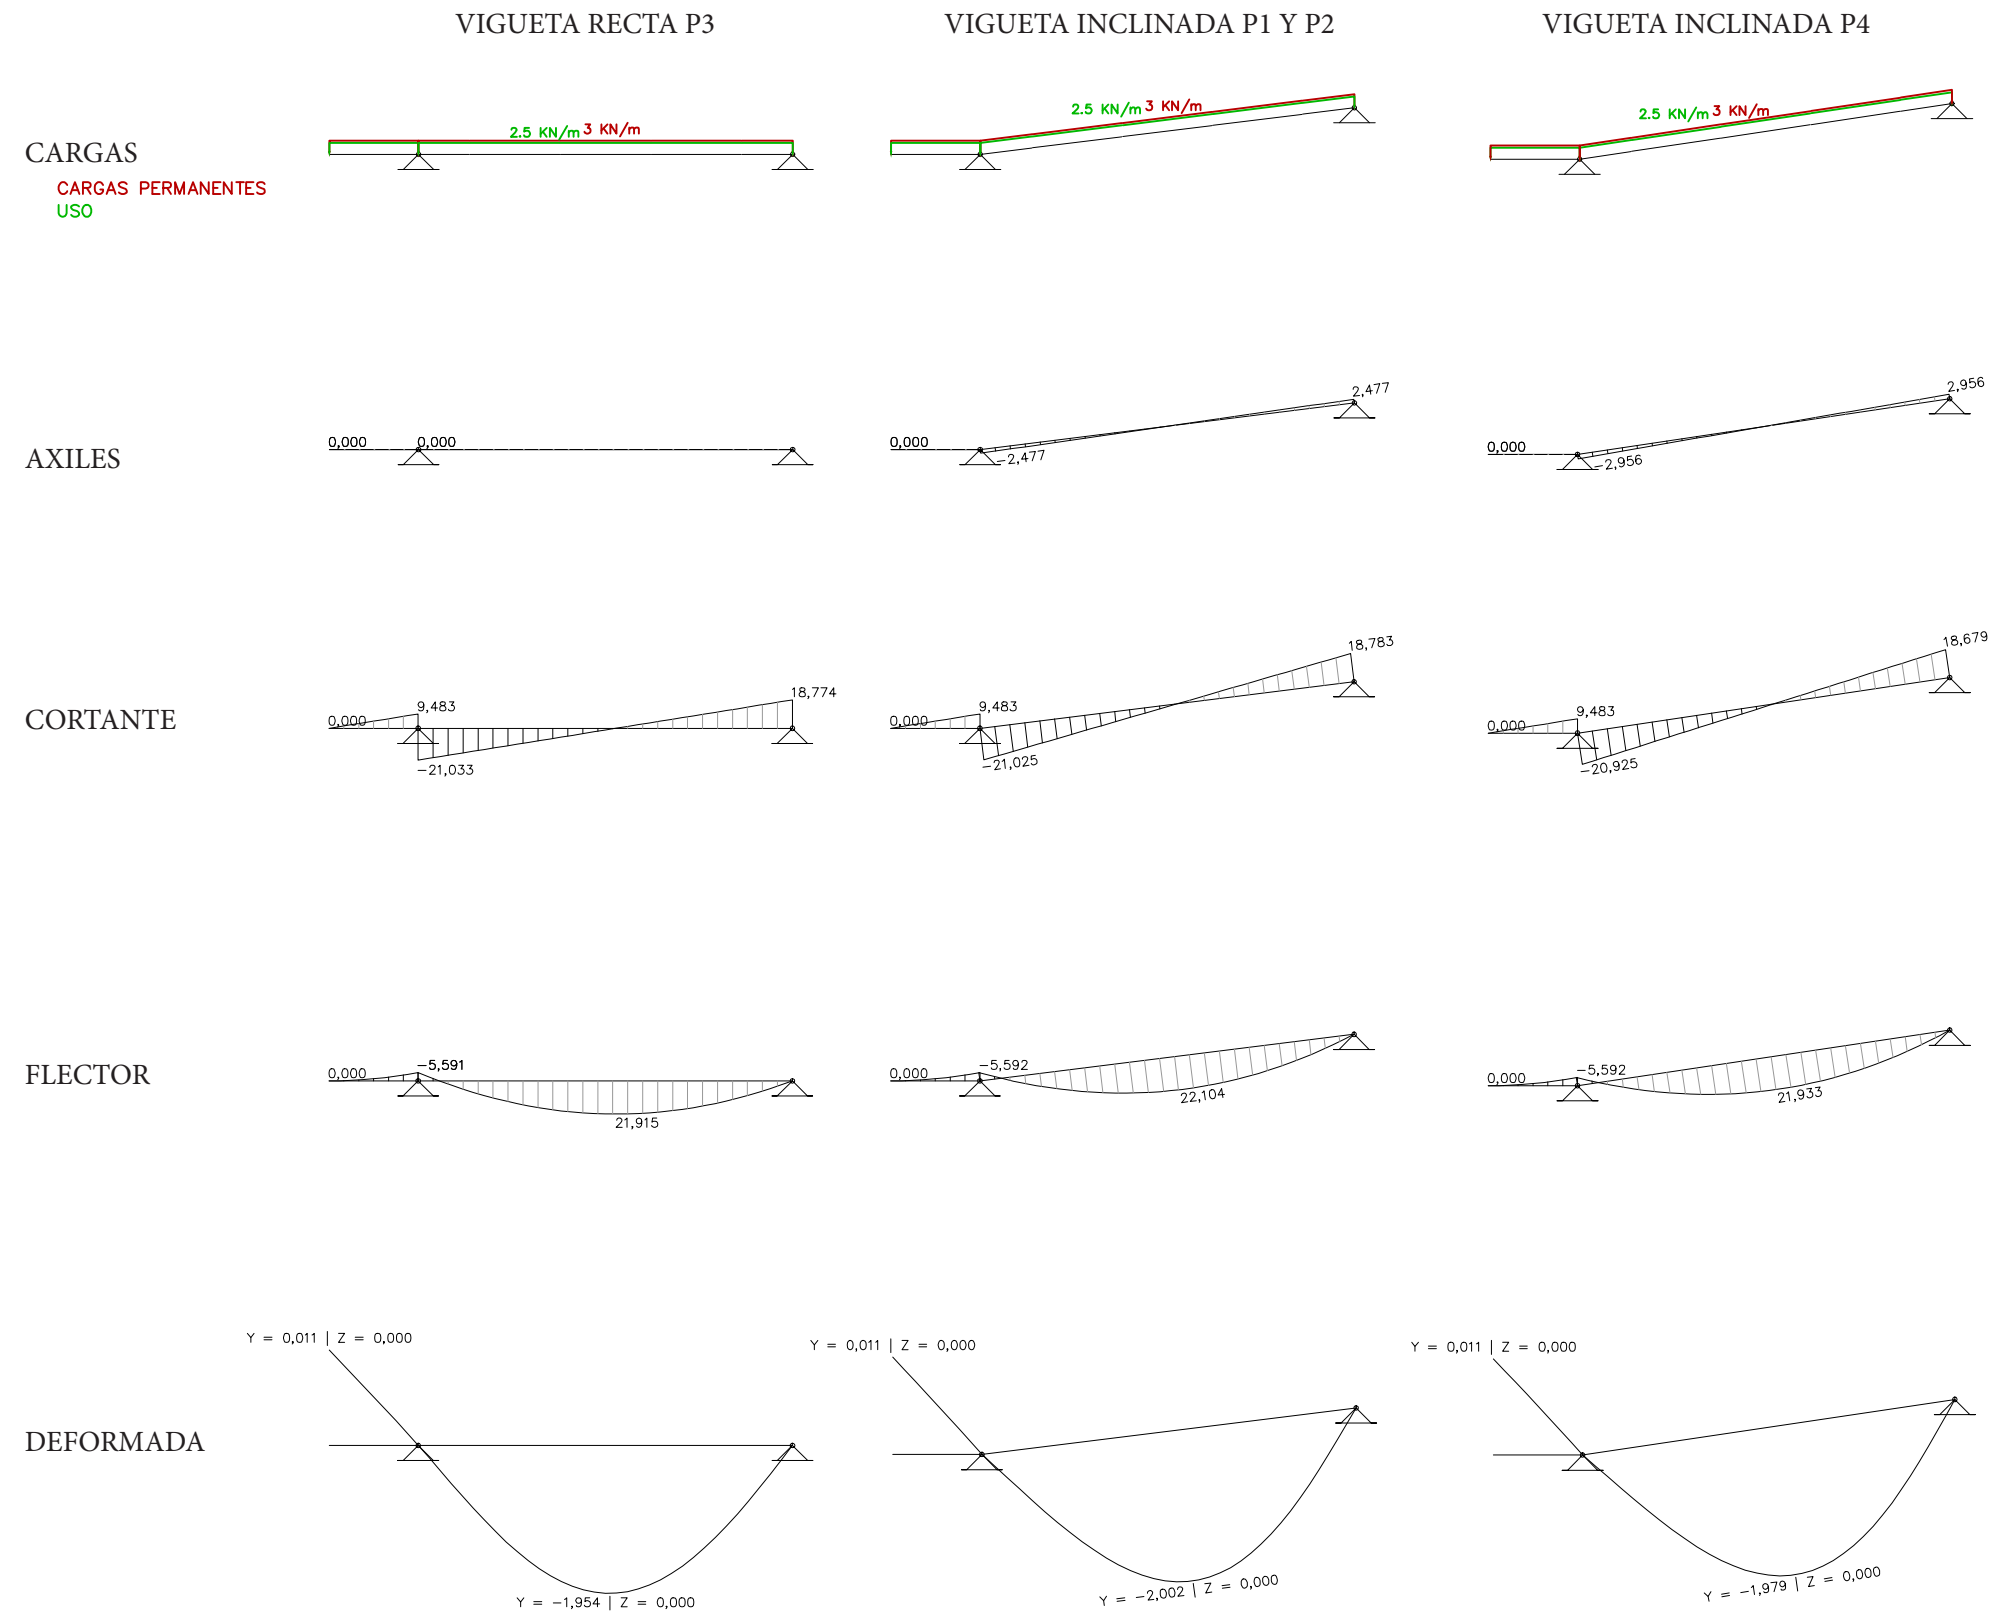 VIGUETA RECTA P3
VIGUETA INCLINADA P1 Y P2
VIGUETA INCLINADA P4
CARGAS
CARGAS PERMANENTES
USO
2.5 KN/m 3 KN/m
2.5 KN/m 3 KN/m
2.5 KN/m 3 KN/m
AXILES
0,000
0,000
0,000
-2,477
2,477
0,000
-2,956
2,956
CORTANTE
0,000
9,483
-21,033
18,774
0,000
9,483
-21,025
18,783
0,000
9,483
-20,925
18,679
FLECTOR
0,000
-5,591
21,915
0,000
-5,592
22,104
0,000
-5,592
21,933
DEFORMADA
Y = 0,011 | Z = 0,000
Y = -1,954 | Z = 0,000
Y = 0,011 | Z = 0,000
Y = -2,002 | Z = 0,000
Y = 0,011 | Z = 0,000
Y = -1,979 | Z = 0,000